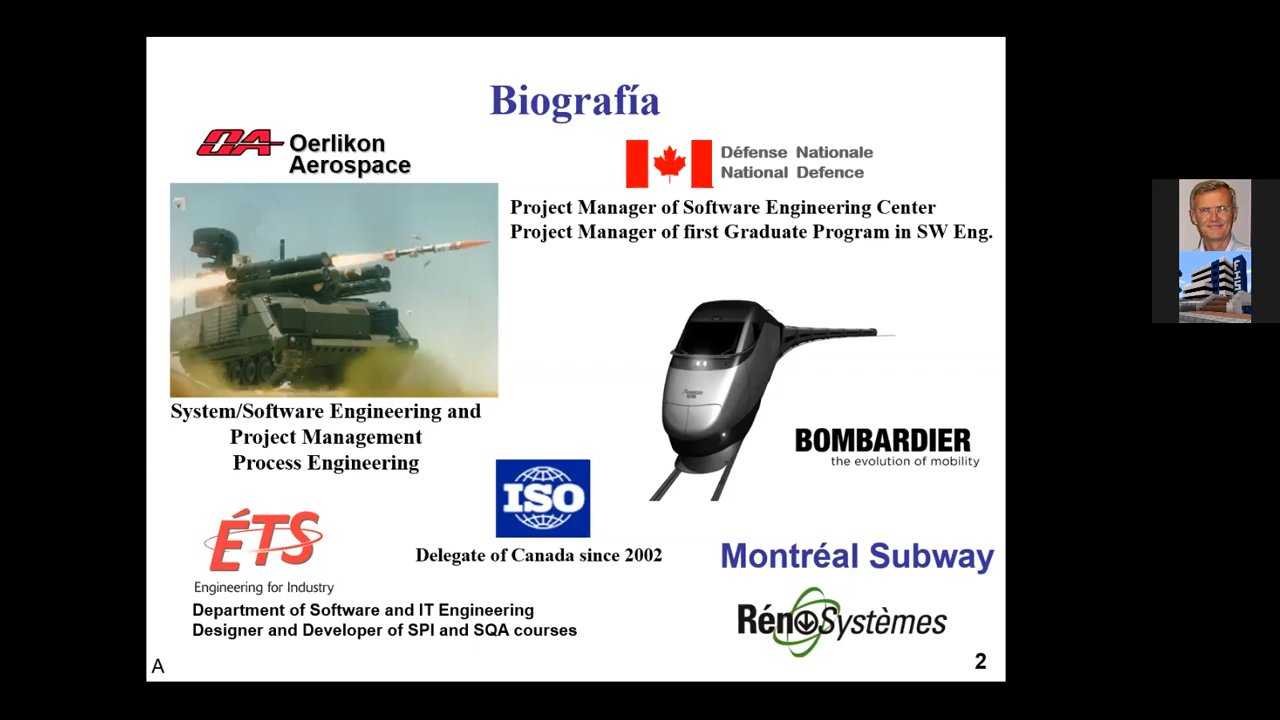 Biografía
OA Oerlikon
Aerospace
Défense Nationale
National Defence
Project Manager of Software Engineering Center
Project Manager of first Graduate Program in SW Eng.
System/Software Engineering and
Project Management
Process Engineering
BOMBARDIER
the evolution of mobility
ISO
Delegate of Canada since 2002
ÉTS
Engineering for Industry
Department of Software and IT Engineering
Designer and Developer of SPI and SQA courses
Montréal Subway
RénoSystèmes
A
2